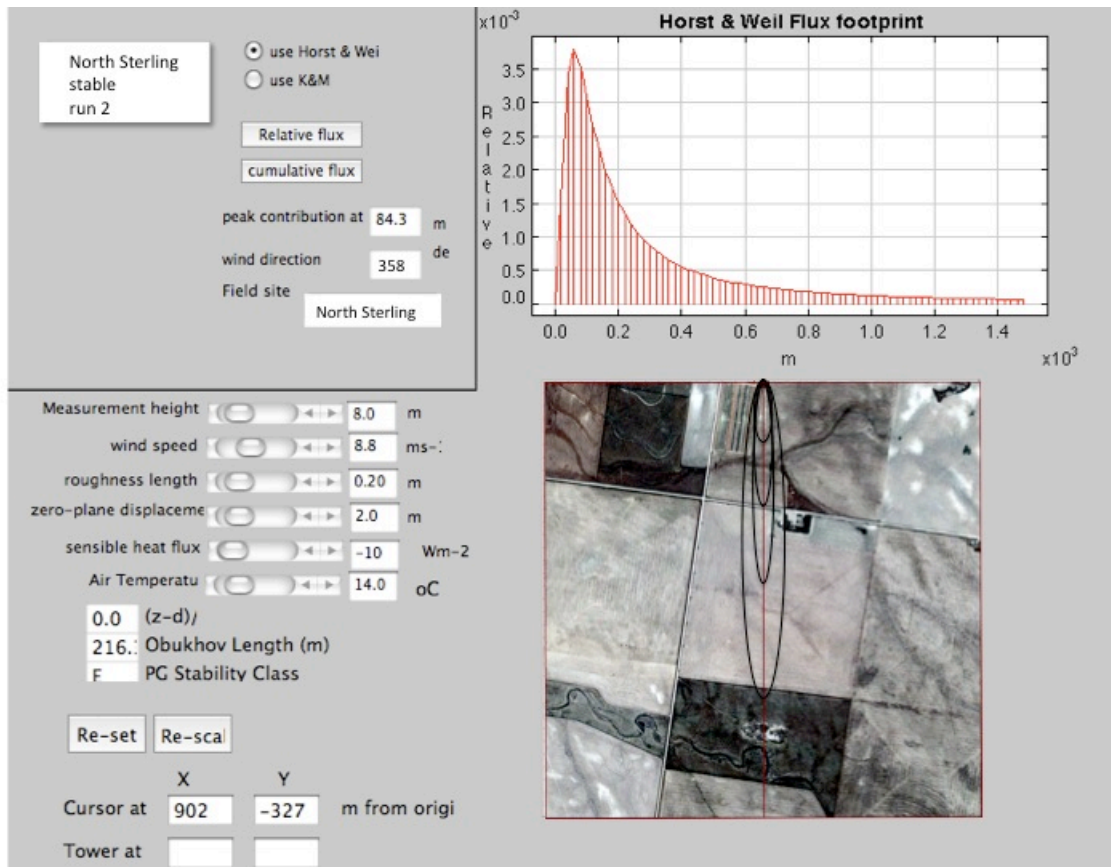 North Sterling
stable
run 2
use Horst & Wei
use K&M
Relative flux
cumulative flux
peak contribution at 84.3 m
wind direction 358 de
Field site
North Sterling
Horst & Weil Flux footprint
x10-3
Relative
3.5
3.0
2.5
2.0
1.5
1.0
0.5
0.0
0.0 0.2 0.4 0.6 0.8 1.0 1.2 1.4
m
x103
Measurement height 8.0 m
wind speed 8.8 ms-
roughness length 0.20 m
zero-plane displaceme 2.0 m
sensible heat flux -10 Wm-2
Air Temperatu 14.0 oC
0.0 (z-d)/
216. Obukhov Length (m)
PG Stability Class
Re-set Re-scal
X Y
Cursor at 902 -327 m from origi
Tower at